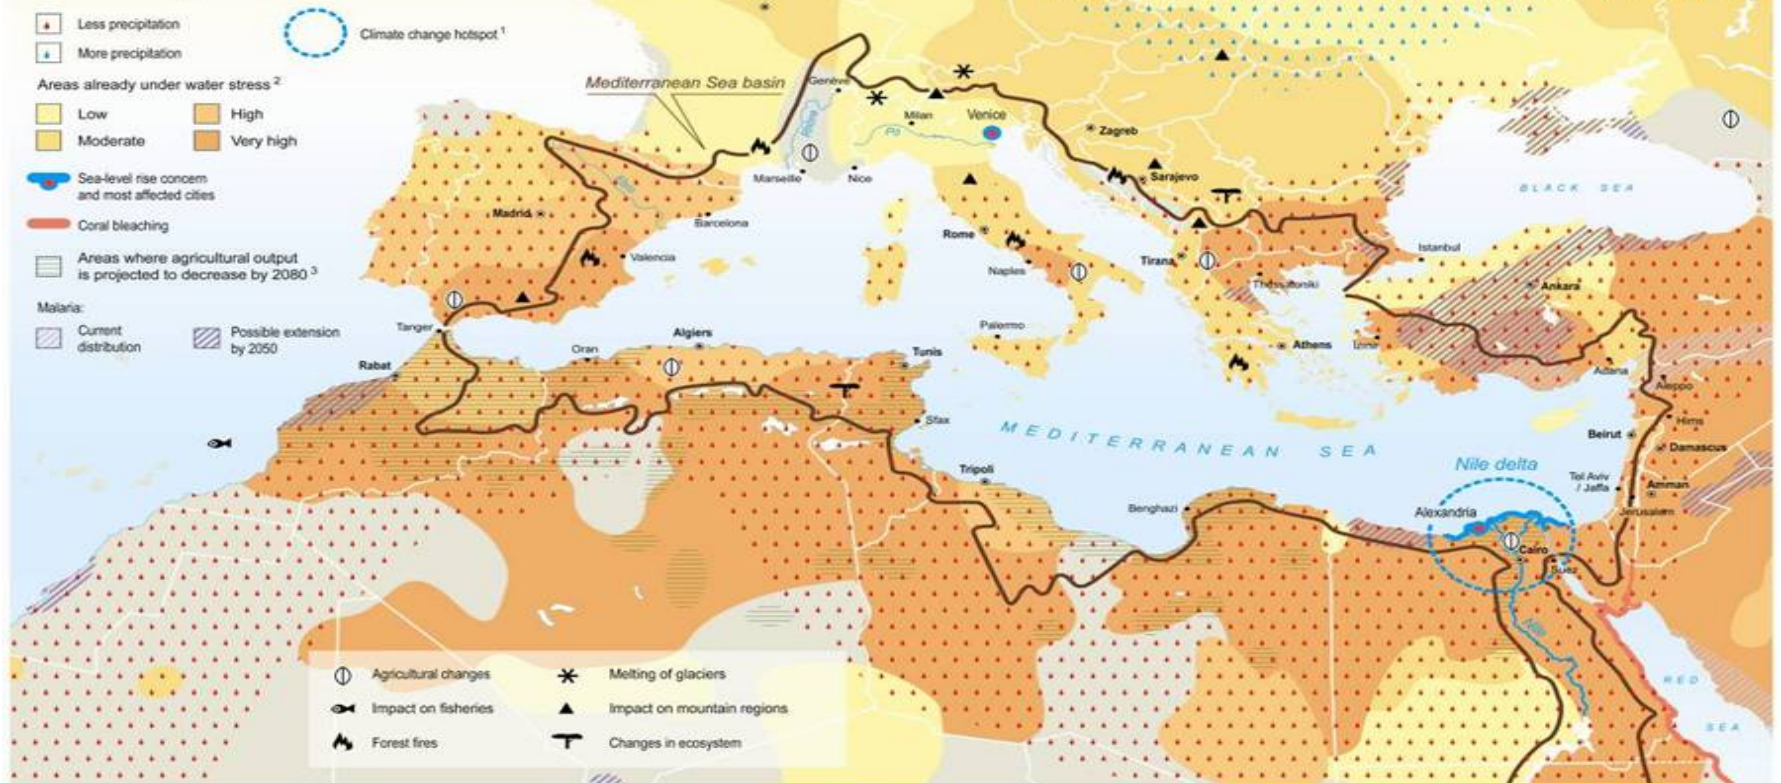 Less precipitation
More precipitation
Climate change hotspot 1
Areas already under water stress 2
Low
High
Moderate
Very high
Sea-level rise concern
and most affected cities
Coral bleaching
Areas where agricultural output
is projected to decrease by 2080 3
Malaria:
Current
distribution
Possible extension
by 2050
Mediterranean Sea basin
Genève
Rhône
Milan
Po
Venice
Zagreb
Sarajevo
Marseille
Nice
Ebro
Madrid
Barcelona
Valencia
Rome
Naples
Tirana
Thessaloniki
Istanbul
BLACK SEA
Ankara
Tanger
Rabat
Oran
Algiers
Tunis
Palermo
Athens
Izmir
Adana
Aleppo
Sfax
MEDITERRANEAN SEA
Hims
Beirut
Damascus
Tripoli
Nile delta
Tel Aviv
/ Jaffa
Amman
Benghazi
Alexandria
Jerusalem
Cairo
Suez
Nile
RED
SEA
Agricultural changes
Melting of glaciers
Impact on fisheries
Impact on mountain regions
Forest fires
Changes in ecosystem